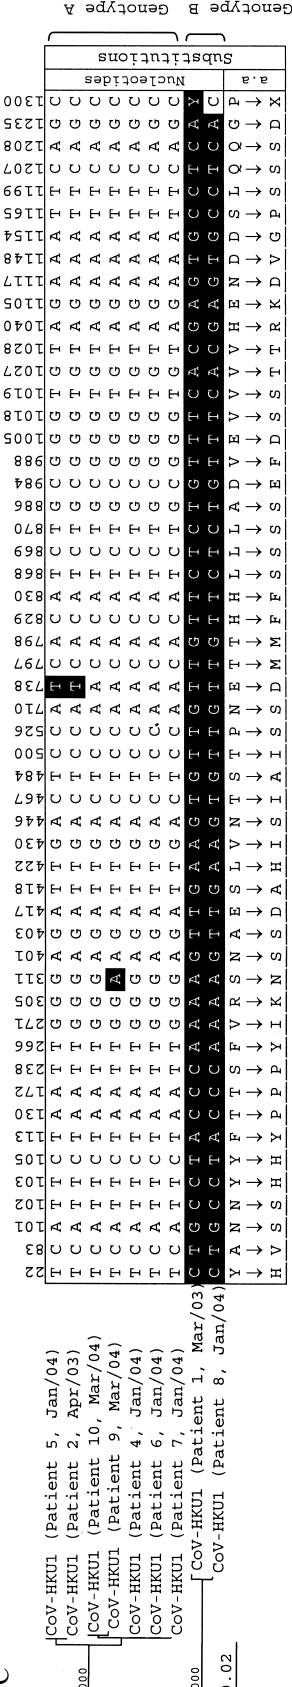 C
Genotype A
Genotype B
Substitutions
Nucleotides
a.a
22 83 101 102 103 105 113 130 172 238 266 271 305 311 401 403 417 418 422 430 446 467 484 500 526 710 738 797 798 829 830 868 869 870 886 984 988 1005 1018 1019 1027 1028 1040 1105 1117 1148 1154 1165 1199 1207 1208 1235 1300
CoV-HKU1 (Patient 5, Jan/04) T C A T T C T A A T T G G G A G A T T G A C T C C A T C A C A C T G G C G G G T G T A G A A A T T C A G C
CoV-HKU1 (Patient 2, Apr/03) T C A T T C T A A T T G G G A G A T T G A C T C C A T C A C A C T G G C G G G T G T A G A A A T T C A G C
CoV-HKU1 (Patient 10, Mar/04) T C A T T C T A A T T G G G A G A T T G A C T C C A A C A C A C T G G C G G G T G T A G A A A T T C A G C
CoV-HKU1 (Patient 9, Mar/04) T C A T T C T A A T T G G A A G A T T G A C T C C A A C A C A C T G G C G G G T G T A G A A A T T C A G C
CoV-HKU1 (Patient 4, Jan/04) T C A T T C T A A T T G G G A G A T T G A C T C C A A C A C A C T G G C G G G T G T A G A A A T T C A G C
CoV-HKU1 (Patient 6, Jan/04) T C A T T C T A A T T G G G A G A T T G A C T C C A A C A C A C T G G C G G G T G T A G A A A T T C A G C
CoV-HKU1 (Patient 7, Jan/04) T C A T T C T A A T T G G G A G A T T G A C T C C A A C A C A C T G G C G G G T G T A G A A A T T C A G C
CoV-HKU1 (Patient 1, Mar/03) C T G C C T A C C C A A A A G T T G A A G T G T T G T T G T T T C T T G T T T C A C G A G T G C C T C A Y
CoV-HKU1 (Patient 8, Jan/04) C T G C C T A C C C A A A A G T T G A A G T G T T G T T G T T T C T T G T T T C A C G A G T G C C T C A C
Y A N N Y Y F T T S F V R S N A E S L V N T S T P N E T T H H L L L A D V E V V V V H E N D D S L Q Q G P
→ → → → → → → → → → → → → → → → → → → → → → → → → → → → → → → → → → → → → → → → → → → → → → → → → → → → →
H V S S H H Y P P P Y I K N S S D A H I S I A I S S D M M F F S S S S E F D S S T T R K D V G P S S S D X
000
000
0.02